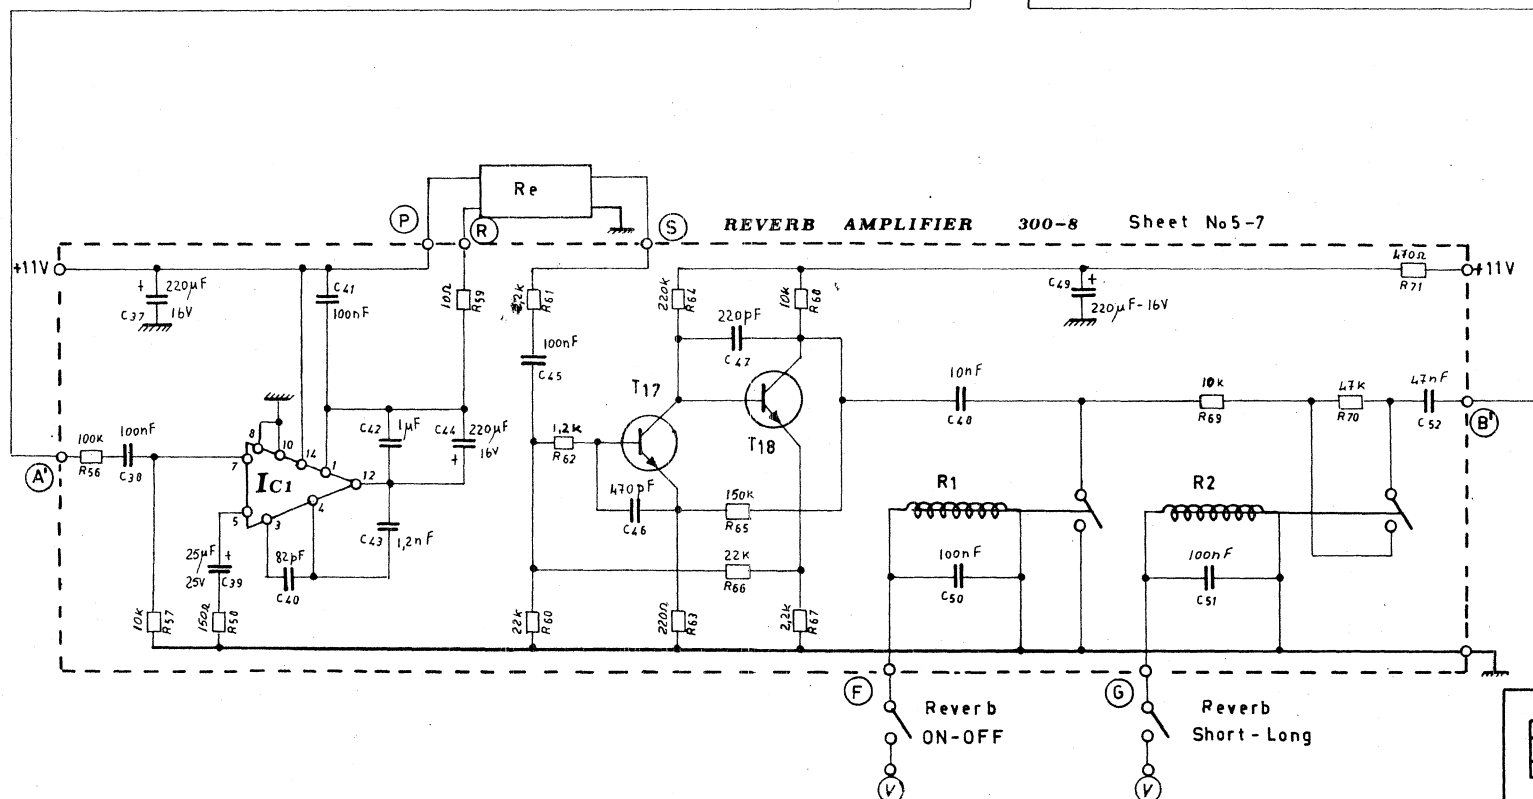 Re
P
R
S
REVERB AMPLIFIER 300-8 Sheet No5-7
+11V
+ 220µF
C37 16V
C41
100nF
10Ω
R59
R61
220k
R64
10k
R68
C49 +
220µF-16V
470Ω
R71
+11V
220pF
C47
100nF
C45
T17
T18
10nF
C48
10k
R69
47k
R70
47nF
C52
B'
A'
100k
R56
100nF
C38
8
10
14
1
12
7
IC1
4
5
3
C42 1µF
C44 220µF
16V
+
1,2k
R62
470pF
C46
150k
R65
22k
R66
R1
R2
C43 1,2nF
25µF +
25V C39
82pF
C40
100nF
C50
100nF
C51
10k
R57
150Ω
R58
22k
R60
220Ω
R63
2,2k
R67
F
Reverb
ON-OFF
V
G
Reverb
Short-Long
V